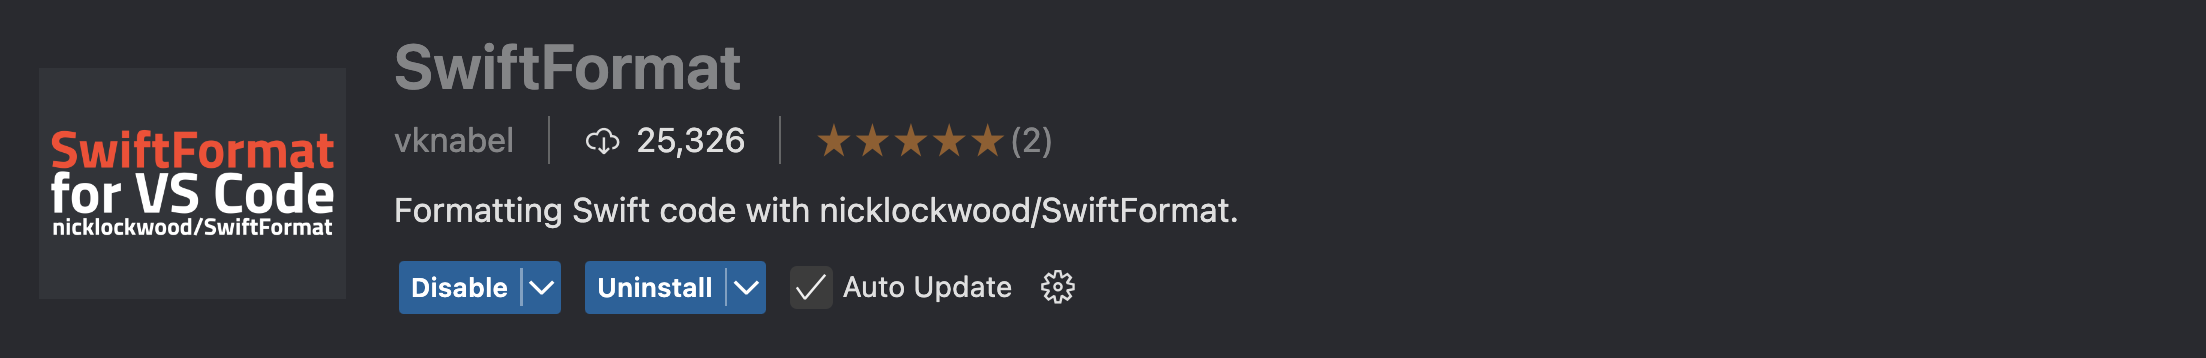 SwiftFormat
for VS Code
nicklockwood/SwiftFormat
SwiftFormat
vknabel 25,326 (2)
Formatting Swift code with nicklockwood/SwiftFormat.
Disable Uninstall Auto Update